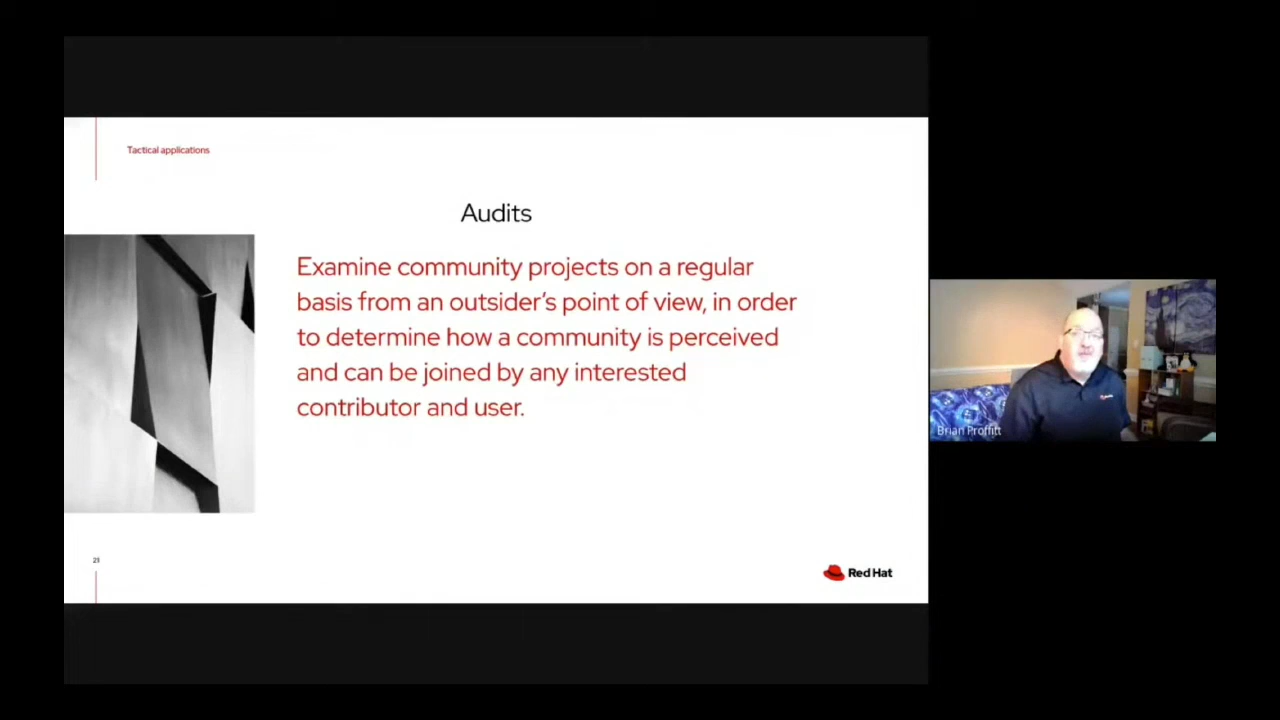 Tactical applications
Audits
Examine community projects on a regular
basis from an outsider's point of view, in order
to determine how a community is perceived
and can be joined by any interested
contributor and user.
Red Hat
Brian Proffitt